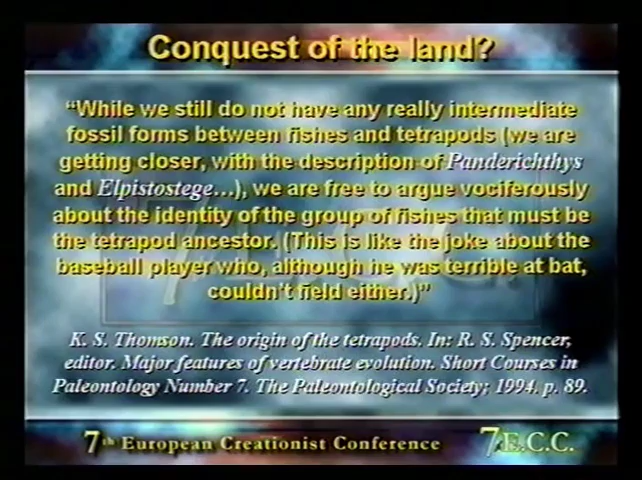 Conquest of the land?
“While we still do not have any really intermediate
fossil forms between fishes and tetrapods (we are
getting closer, with the description of Panderichthys
and Elpistostege…), we are free to argue vociferously
about the identity of the group of fishes that must be
the tetrapod ancestor. (This is like the joke about the
baseball player who, although he was terrible at bat,
couldn’t field either.)”
K. S. Thomson. The origin of the tetrapods. In: R. S. Spencer,
editor. Major features of vertebrate evolution. Short Courses in
Paleontology Number 7. The Paleontological Society; 1994. p. 89.
7th European Creationist Conference
7 E.C.C.